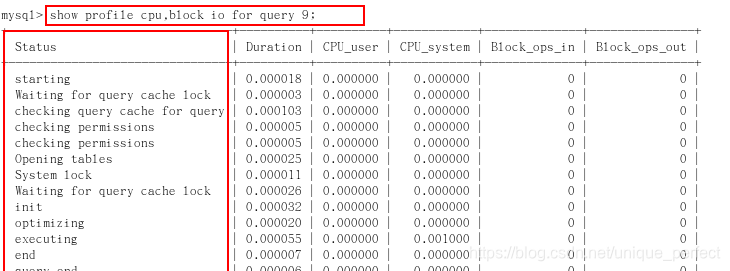 mysql> show profile cpu,block io for query 9;
Status | Duration | CPU_user | CPU_system | Block_ops_in | Block_ops_out |
starting | 0.000018 | 0.000000 | 0.000000 | 0 | 0 |
Waiting for query cache lock | 0.000003 | 0.000000 | 0.000000 | 0 | 0 |
checking query cache for query | 0.000103 | 0.000000 | 0.000000 | 0 | 0 |
checking permissions | 0.000005 | 0.000000 | 0.000000 | 0 | 0 |
checking permissions | 0.000005 | 0.000000 | 0.000000 | 0 | 0 |
Opening tables | 0.000025 | 0.000000 | 0.000000 | 0 | 0 |
System lock | 0.000011 | 0.000000 | 0.000000 | 0 | 0 |
Waiting for query cache lock | 0.000026 | 0.000000 | 0.000000 | 0 | 0 |
init | 0.000032 | 0.000000 | 0.000000 | 0 | 0 |
optimizing | 0.000020 | 0.000000 | 0.000000 | 0 | 0 |
executing | 0.000055 | 0.000000 | 0.001000 | 0 | 0 |
end | 0.000007 | 0.000000 | 0.000000 | 0 | 0 |
https://blog.csdn.net/unique_perfect
query end | 0.000006 | 0.000000 | 0.000000 | 0 | 0 |